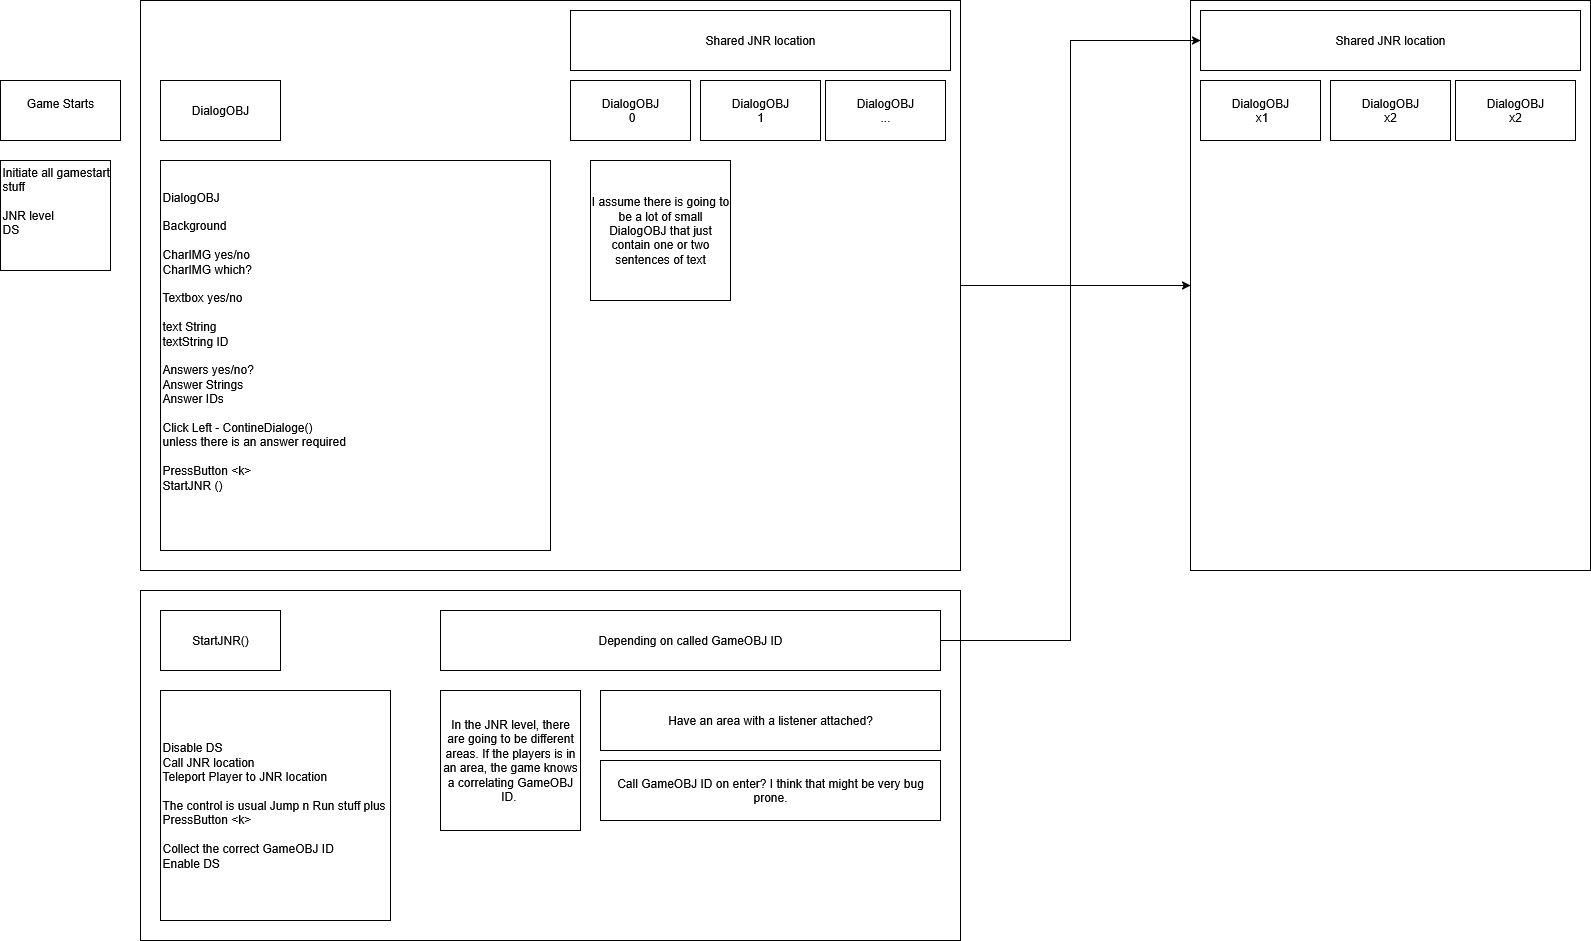 Game Starts
Initiate all gamestart
stuff
JNR level
DS
DialogOBJ
Shared JNR location
DialogOBJ
0
DialogOBJ
1
DialogOBJ
...
DialogOBJ
Background
CharIMG yes/no
CharIMG which?
Textbox yes/no
text String
textString ID
Answers yes/no?
Answer Strings
Answer IDs
Click Left - ContineDialoge()
unless there is an answer required
PressButton <k>
StartJNR ()
I assume there is going to
be a lot of small
DialogOBJ that just
contain one or two
sentences of text
Shared JNR location
DialogOBJ
x1
DialogOBJ
x2
DialogOBJ
x2
StartJNR()
Depending on called GameOBJ ID
Disable DS
Call JNR location
Teleport Player to JNR location
The control is usual Jump n Run stuff plus
PressButton <k>
Collect the correct GameOBJ ID
Enable DS
In the JNR level, there
are going to be different
areas. If the players is in
an area, the game knows
a correlating GameOBJ
ID.
Have an area with a listener attached?
Call GameOBJ ID on enter? I think that might be very bug
prone.